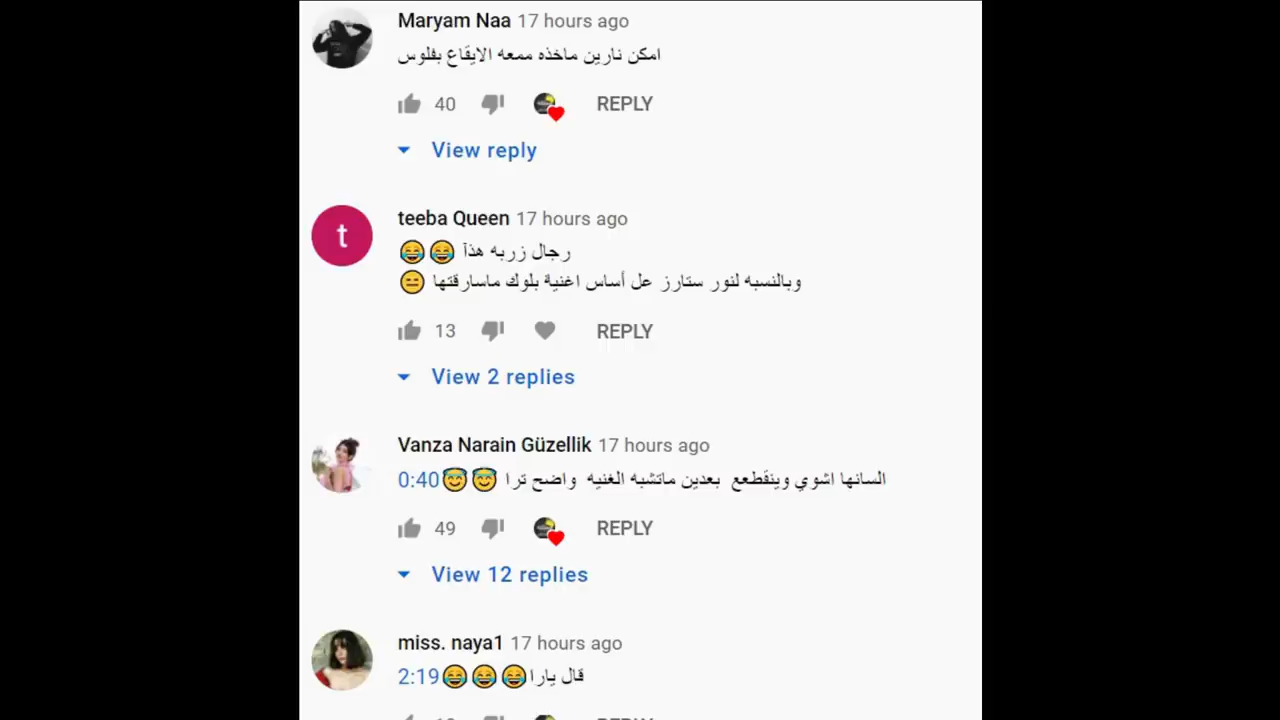 Maryam Naa 17 hours ago
امكن نارين ماخذه ممعه الايقاع بفلوس
40 REPLY
View reply
t
teeba Queen 17 hours ago
رجال زربه هذآ 😂😂
وبالنسبه لنور ستارز عل أساس اغنية بلوك ماسارقتها 😑
13 REPLY
View 2 replies
Vanza Narain Güzellik 17 hours ago
0:40😇😇 السانها اشوي وينقطعع بعدين ماتشبه الغنيه واضح ترا
49 REPLY
View 12 replies
miss. naya1 17 hours ago
2:19😂😂😂قال يارا